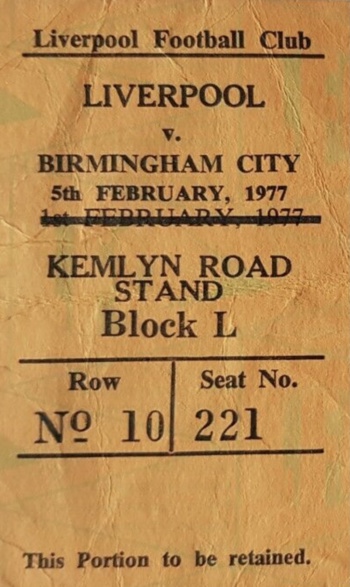 Liverpool Football Club
LIVERPOOL
v.
BIRMINGHAM CITY
5th FEBRUARY, 1977
1st FEBRUARY, 1977
KEMLYN ROAD
STAND
Block L
Row Seat No.
Nº 10 221
This Portion to be retained.